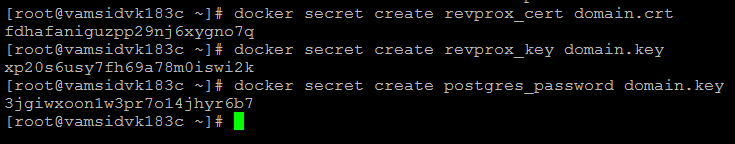 [root@vamsidvk183c ~]# docker secret create revprox_cert domain.crt
fdhafaniguzpp29nj6xygno7q
[root@vamsidvk183c ~]# docker secret create revprox_key domain.key
xp20s6usy7fh69a78m0iswi2k
[root@vamsidvk183c ~]# docker secret create postgres_password domain.key
3jgiwxoon1w3pr7o14jhyr6b7
[root@vamsidvk183c ~]#